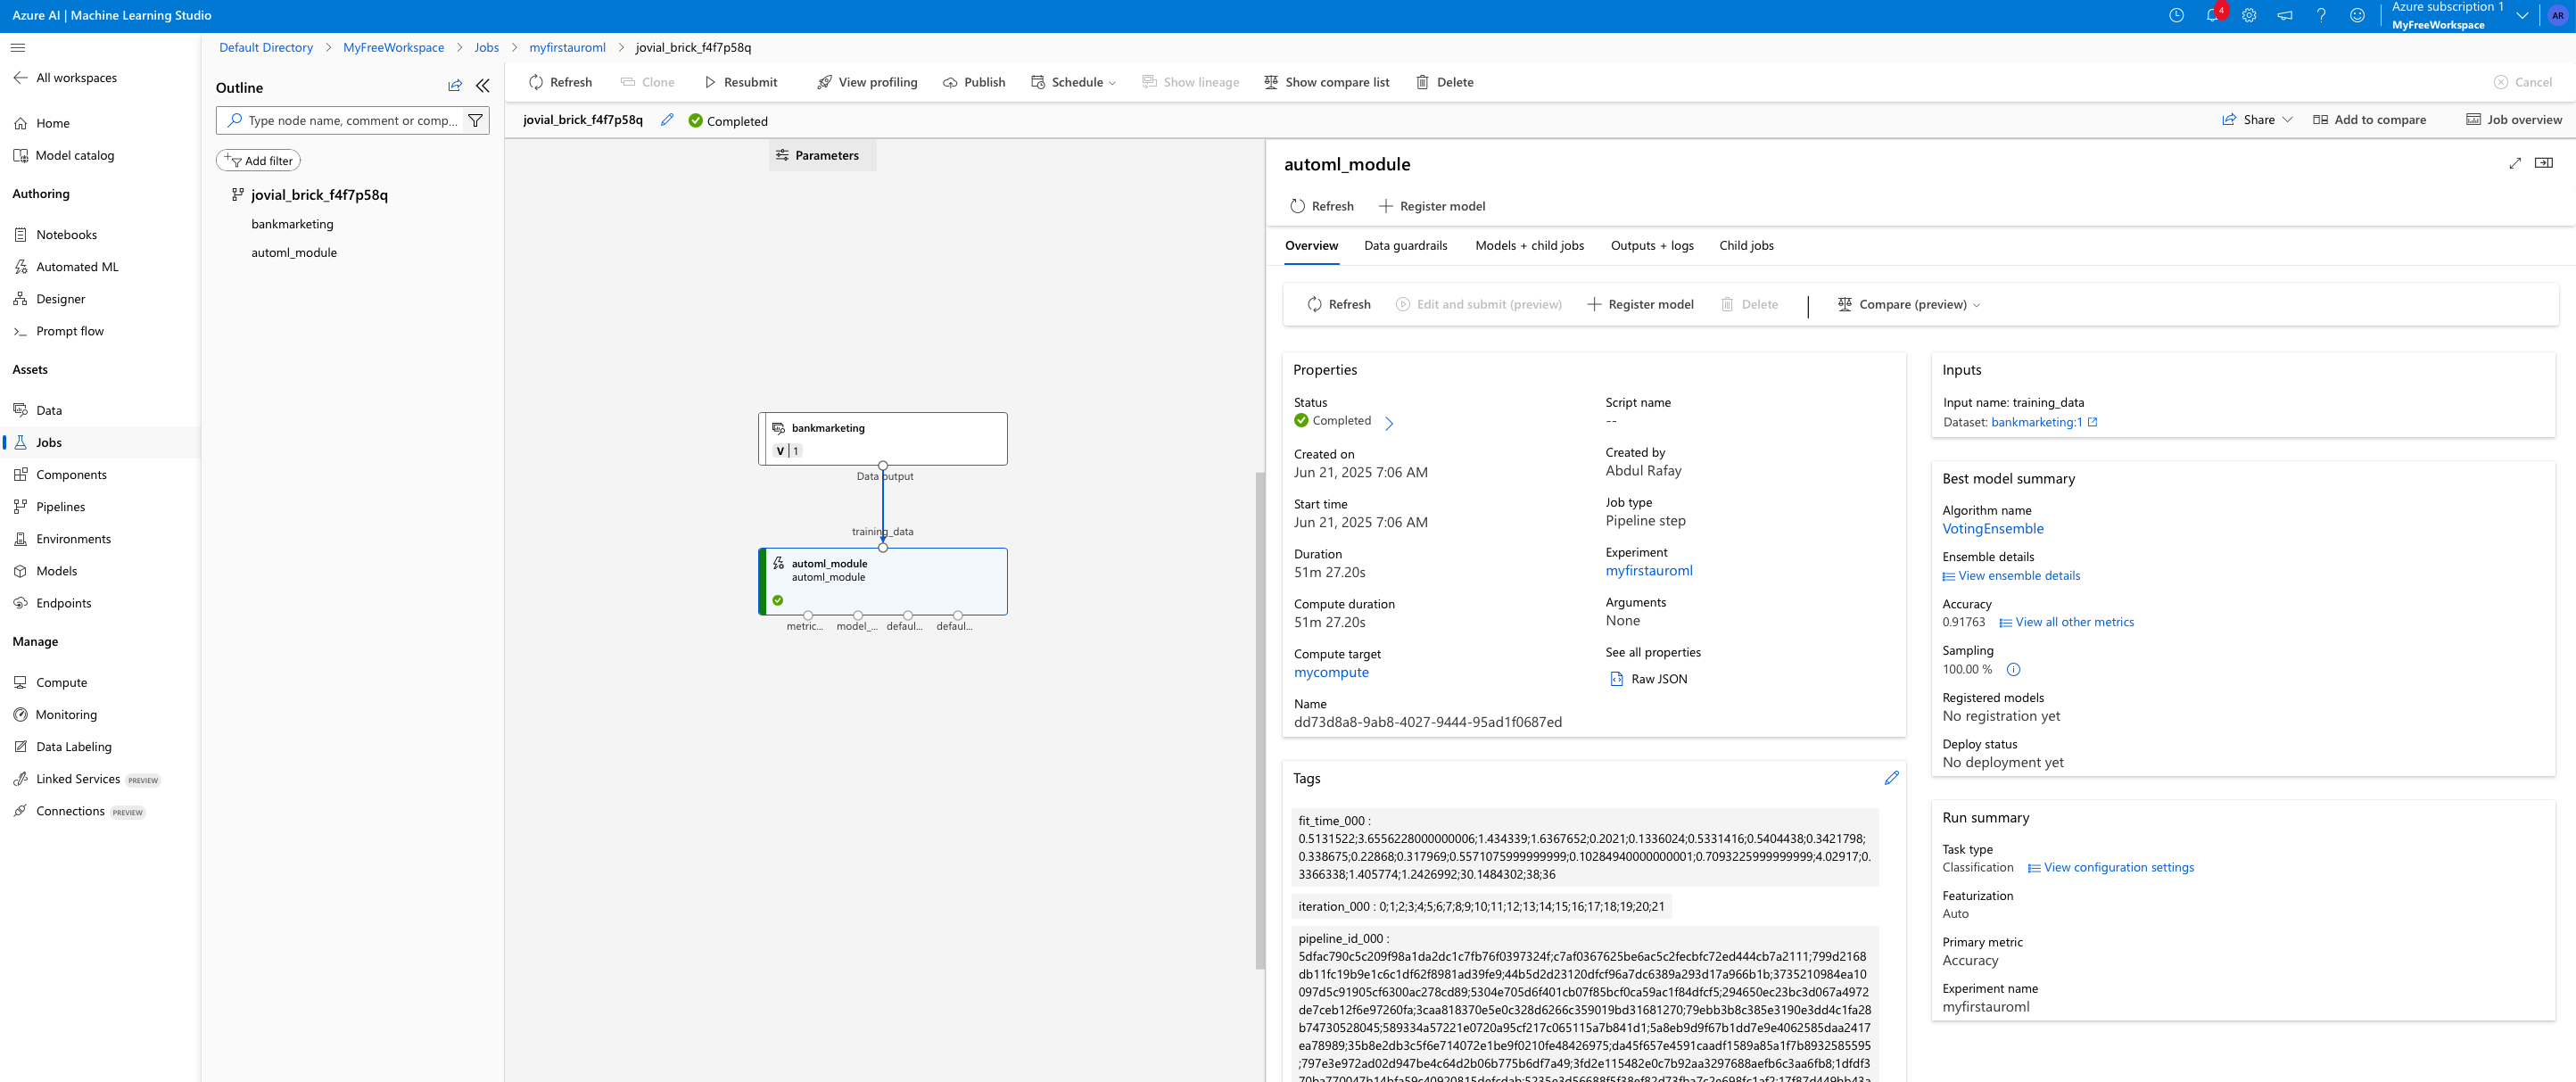 Azure AI | Machine Learning Studio
4
Azure subscription 1
MyFreeWorkspace
AR
All workspaces
Home
Model catalog
Authoring
Notebooks
Automated ML
Designer
Prompt flow
Assets
Data
Jobs
Components
Pipelines
Environments
Models
Endpoints
Manage
Compute
Monitoring
Data Labeling
Linked Services PREVIEW
Connections PREVIEW
Default Directory > MyFreeWorkspace > Jobs > myfirstauroml > jovial_brick_f4f7p58q
Outline
Type node name, comment or comp...
Add filter
jovial_brick_f4f7p58q
bankmarketing
automl_module
Refresh Clone Resubmit View profiling Publish Schedule Show lineage Show compare list Delete Cancel
jovial_brick_f4f7p58q Completed Share Add to compare Job overview
Parameters
bankmarketing
V | 1
Data output
training_data
automl_module
automl_module
metric... model_... defaul... defaul...
automl_module
Refresh Register model
Overview Data guardrails Models + child jobs Outputs + logs Child jobs
Refresh Edit and submit (preview) Register model Delete | Compare (preview)
Properties
Status
Completed
Created on
Jun 21, 2025 7:06 AM
Start time
Jun 21, 2025 7:06 AM
Duration
51m 27.20s
Compute duration
51m 27.20s
Compute target
mycompute
Name
dd73d8a8-9ab8-4027-9444-95ad1f0687ed
Script name
--
Created by
Abdul Rafay
Job type
Pipeline step
Experiment
myfirstauroml
Arguments
None
See all properties
Raw JSON
Tags
fit_time_000 :
0.5131522;3.6556228000000006;1.434339;1.6367652;0.2021;0.1336024;0.5331416;0.5404438;0.3421798;
0.338675;0.22868;0.317969;0.5571075999999999;0.10284940000000001;0.7093225999999999;4.02917;0.
3366338;1.405774;1.2426992;30.1484302;38;36
iteration_000 : 0;1;2;3;4;5;6;7;8;9;10;11;12;13;14;15;16;17;18;19;20;21
pipeline_id_000 :
5dfac790c5c209f98a1da2dc1c7fb76f0397324f;c7af0367625be6ac5c2fecbfc72ed444cb7a2111;799d2168
db11fc19b9e1c6c1df62f8981ad39fe9;44b5d2d23120dfcf96a7dc6389a293d17a966b1b;3735210984ea10
097d5c91905cf6300ac278cd89;5304e705d6f401cb07f85bcf0ca59ac1f84dfcf5;294650ec23bc3d067a4972
de7ceb12f6e97260fa;3caa818370e5e0c328d6266c359019bd31681270;79ebb3b8c385e3190e3dd4c1fa28
b74730528045;589334a57221e0720a95cf217c065115a7b841d1;5a8eb9d9f67b1dd7e9e4062585daa2417
ea78989;35b8e2db3c5f6e714072e1be9f0210fe48426975;da45f657e4591caadf1589a85a1f7b8932585595
;797e3e972ad02d947be4c64d2b06b775b6df7a49;3fd2e115482e0c7b92aa3297688aefb6c3aa6fb8;1dfdf3
Inputs
Input name: training_data
Dataset: bankmarketing:1
Best model summary
Algorithm name
VotingEnsemble
Ensemble details
View ensemble details
Accuracy
0.91763 View all other metrics
Sampling
100.00 %
Registered models
No registration yet
Deploy status
No deployment yet
Run summary
Task type
Classification View configuration settings
Featurization
Auto
Primary metric
Accuracy
Experiment name
myfirstauroml